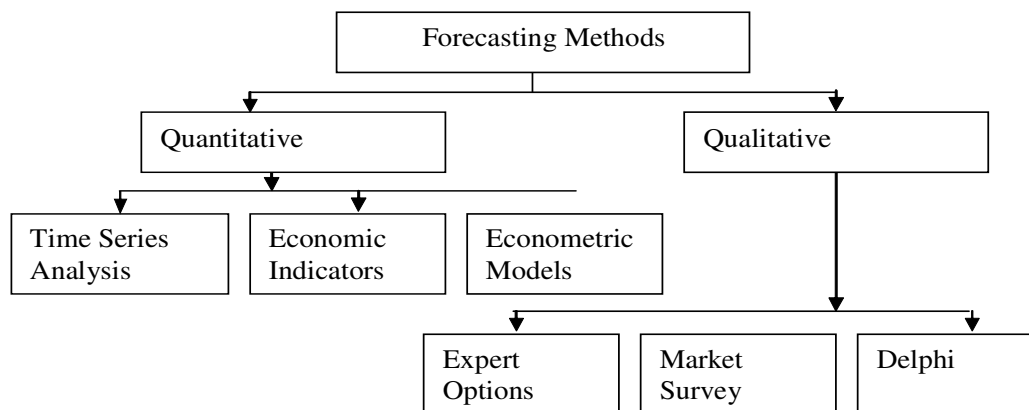 Forecasting Methods
Quantitative
Qualitative
Time Series
Analysis
Economic
Indicators
Econometric
Models
Expert
Options
Market
Survey
Delphi